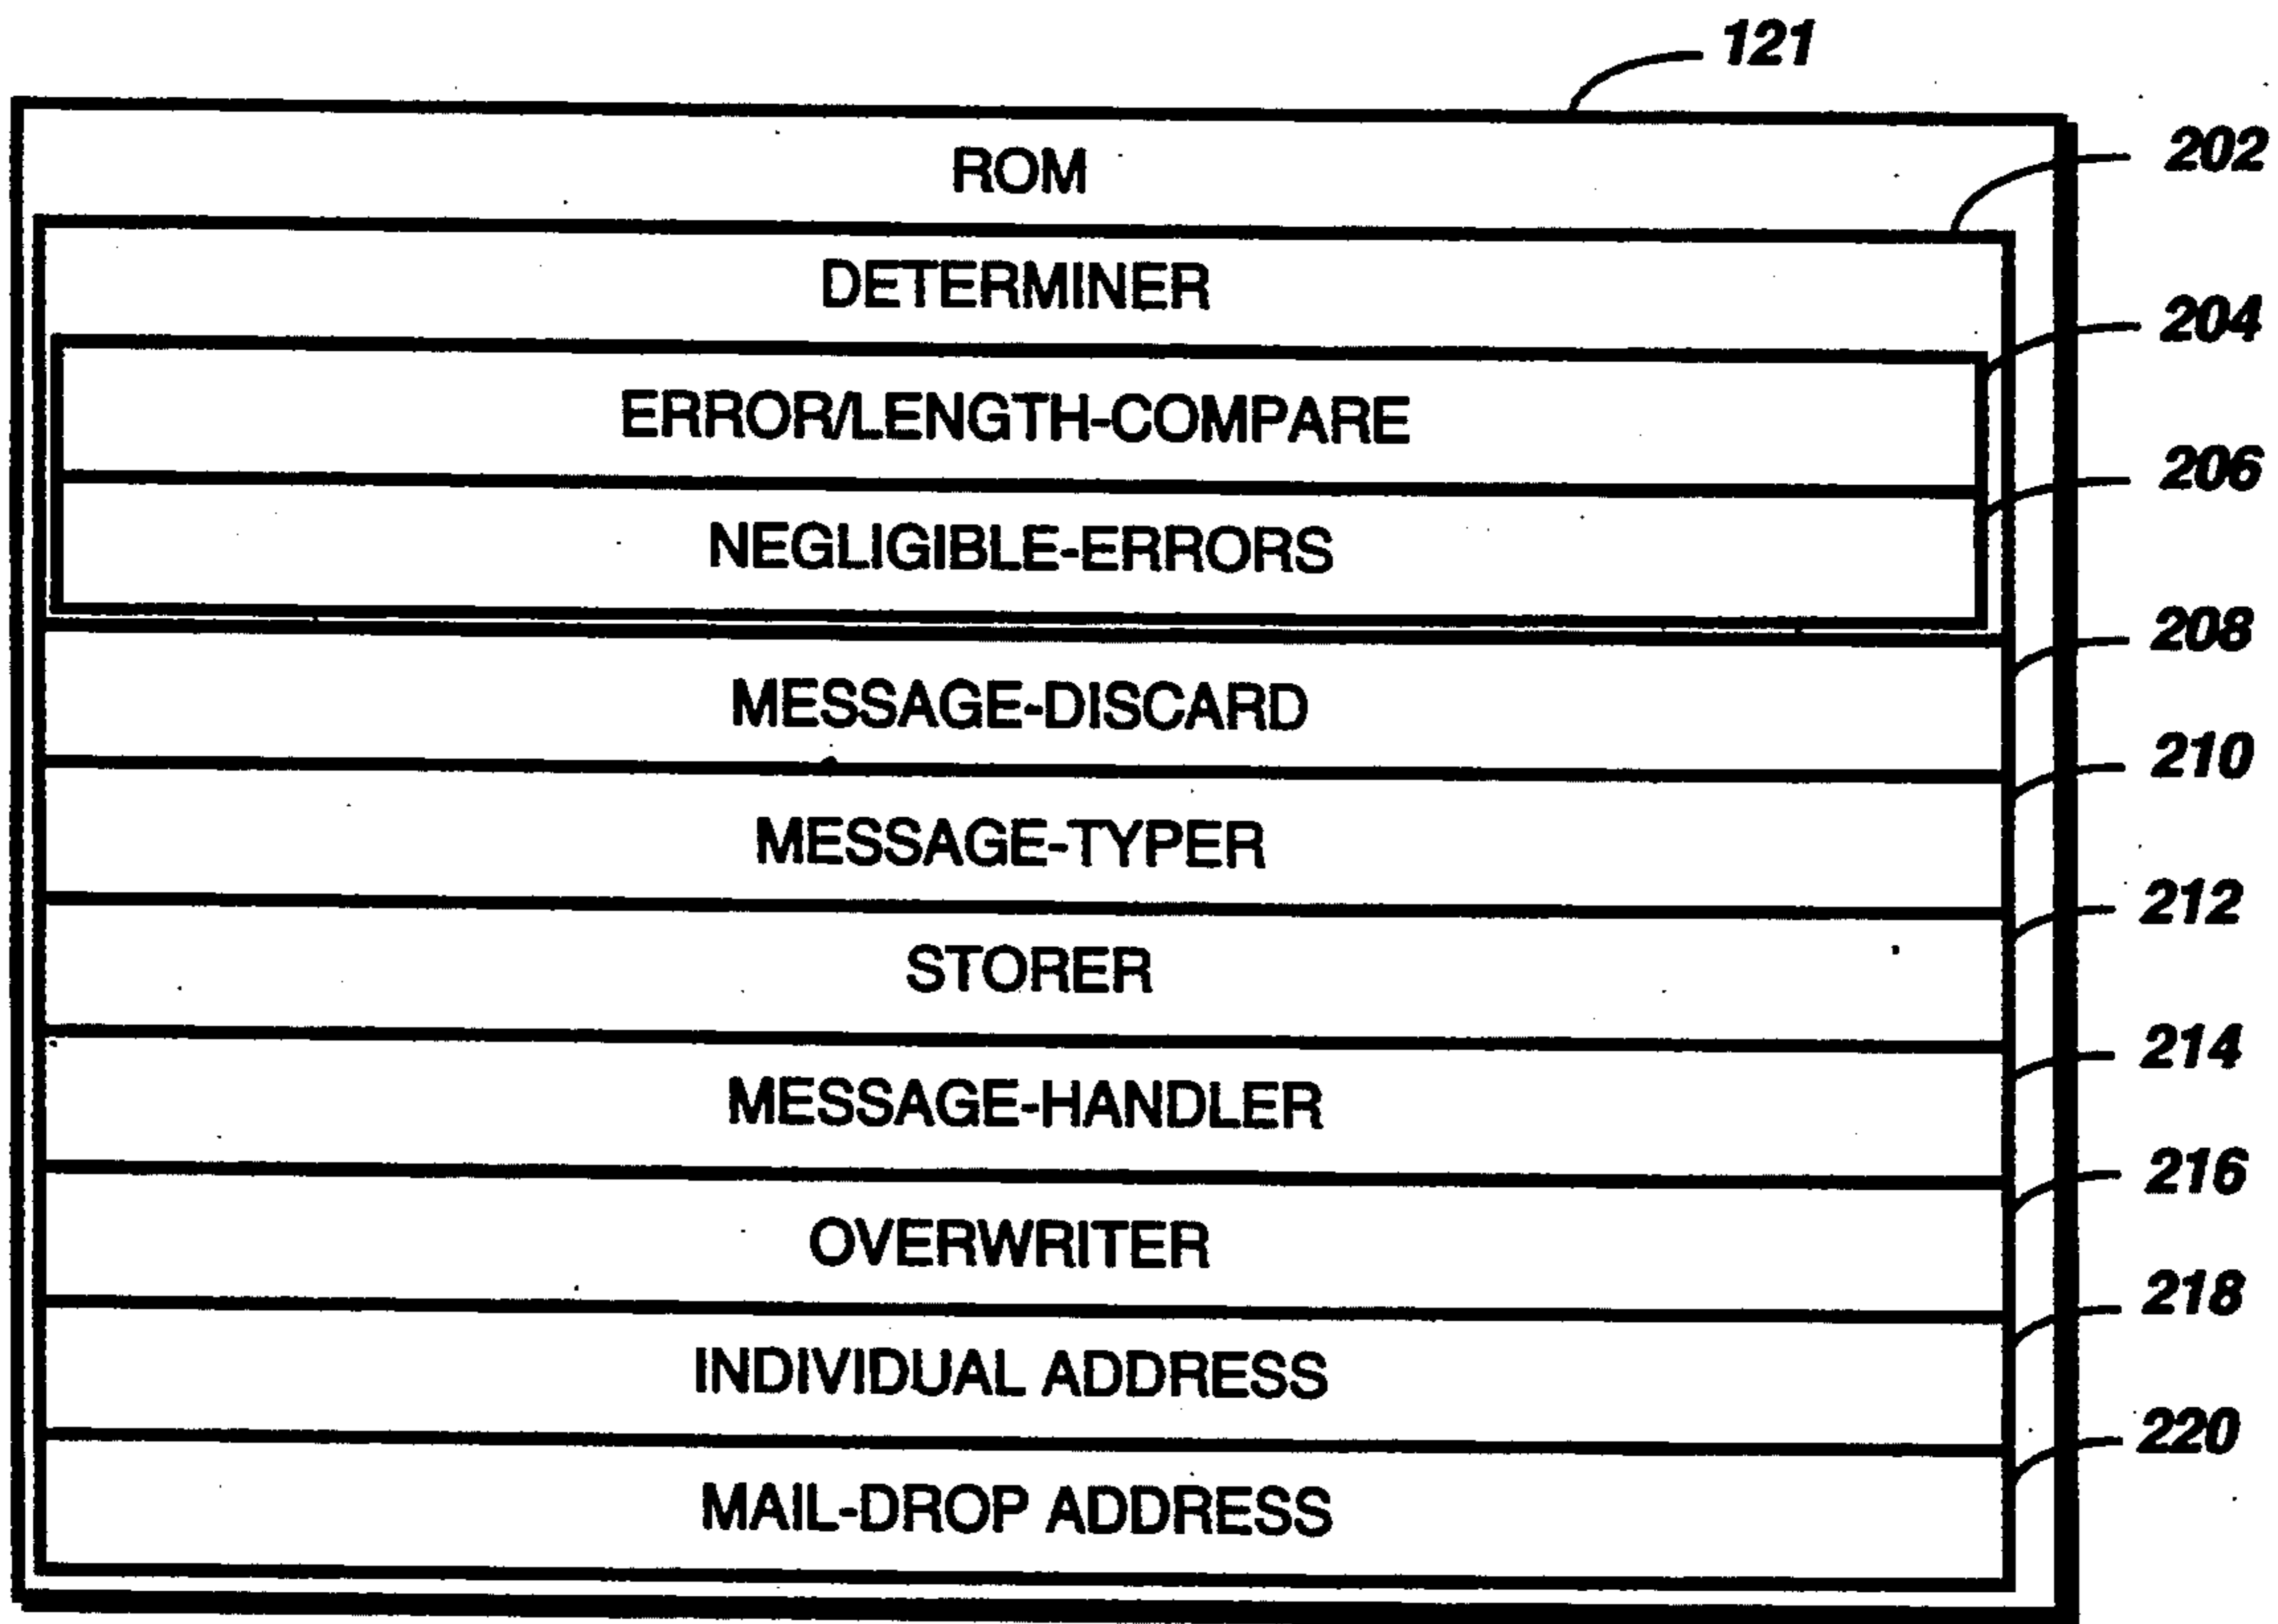 121
ROM
202
DETERMINER
204
ERROR/LENGTH-COMPARE
206
NEGLIGIBLE-ERRORS
208
MESSAGE-DISCARD
210
MESSAGE-TYPER
212
STORER
214
MESSAGE-HANDLER
216
OVERWRITER
218
INDIVIDUAL ADDRESS
220
MAIL-DROP ADDRESS